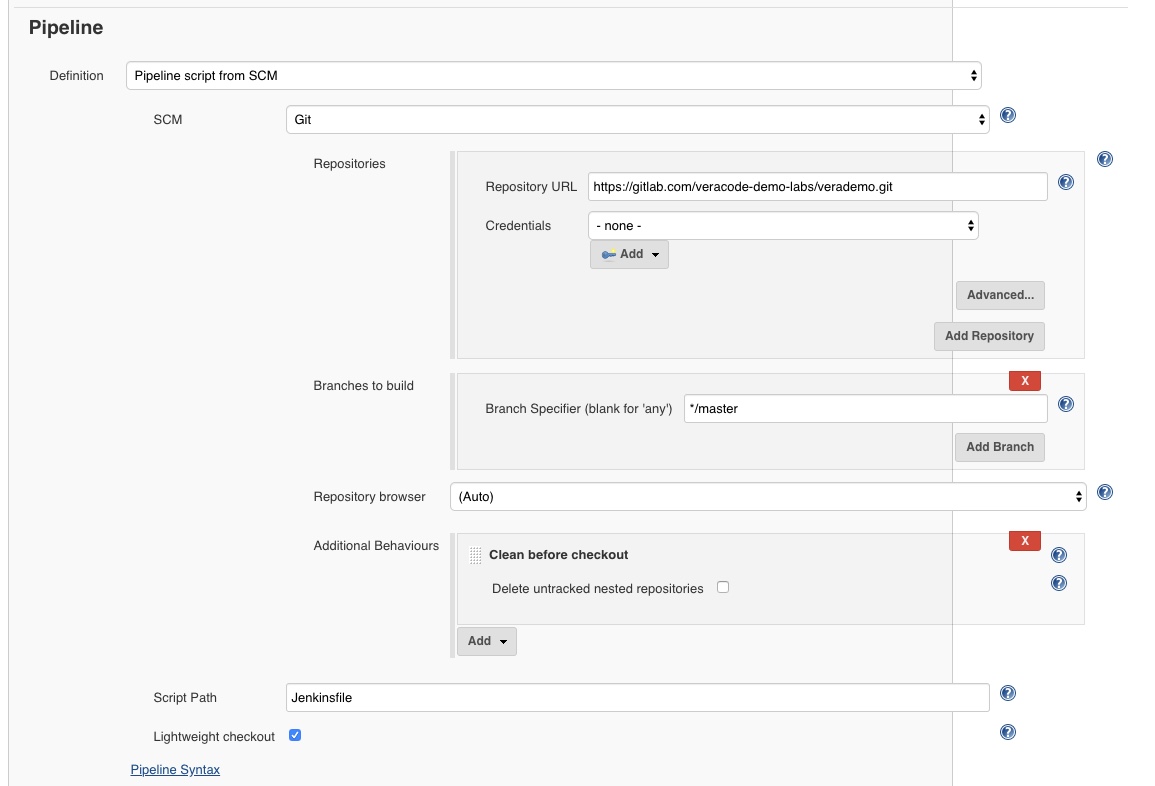 Pipeline
Definition Pipeline script from SCM
SCM Git
Repositories
Repository URL https://gitlab.com/veracode-demo-labs/verademo.git
Credentials - none -
Add
Advanced...
Add Repository
Branches to build X
Branch Specifier (blank for 'any') */master
Add Branch
Repository browser (Auto)
Additional Behaviours X
Clean before checkout
Delete untracked nested repositories
Add
Script Path Jenkinsfile
Lightweight checkout
Pipeline Syntax